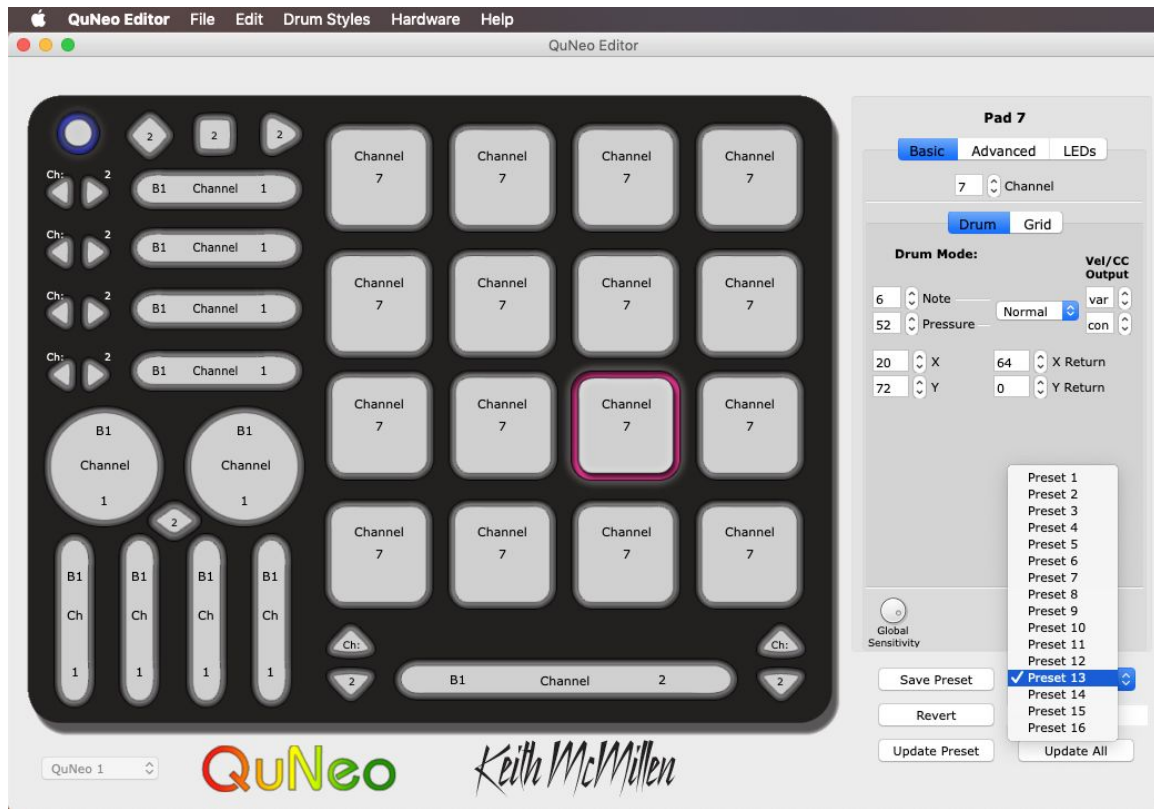 QuNeo Editor File Edit Drum Styles Hardware Help
QuNeo Editor
2 2 2
Ch: 2
B1 Channel 1
Ch: 2
B1 Channel 1
Ch: 2
B1 Channel 1
Ch: 2
B1 Channel 1
B1
Channel
1
B1
Channel
1
2
B1 B1 B1 B1
Ch Ch Ch Ch
1 1 1 1
Channel Channel Channel Channel
7 7 7 7
Channel Channel Channel Channel
7 7 7 7
Channel Channel Channel Channel
7 7 7 7
Channel Channel Channel Channel
7 7 7 7
Ch: Ch:
2 B1 Channel 2 2
QuNeo 1
QuNeo
Keith McMillen
Pad 7
Basic Advanced LEDs
7 Channel
Drum Grid
Drum Mode:
Vel/CC
Output
6 Note Normal var
52 Pressure con
20 X 64 X Return
72 Y 0 Y Return
Preset 1
Preset 2
Preset 3
Preset 4
Preset 5
Preset 6
Preset 7
Preset 8
Preset 9
Preset 10
Preset 11
Preset 12
✓ Preset 13
Preset 14
Preset 15
Preset 16
Global
Sensitivity
Save Preset
Revert
Update Preset Update All